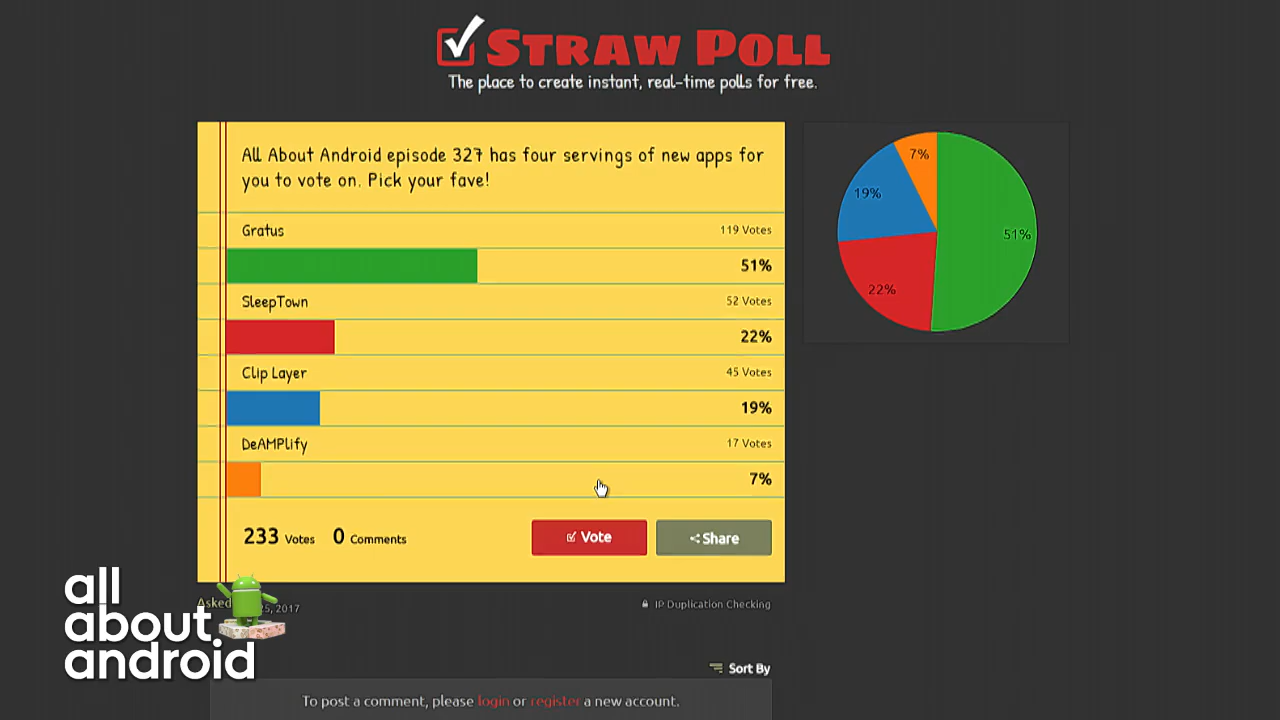 STRAW POLL
The place to create instant, real-time polls for free.
All About Android episode 327 has four servings of new apps for
you to vote on. Pick your fave!
Gratus 119 Votes
51%
SleepTown 52 Votes
22%
Clip Layer 45 Votes
19%
DeAMPlify 17 Votes
7%
233 Votes 0 Comments Vote Share
7%
19%
51%
22%
Asked 25, 2017 IP Duplication Checking
all
about
android
Sort By
To post a comment, please login or register a new account.